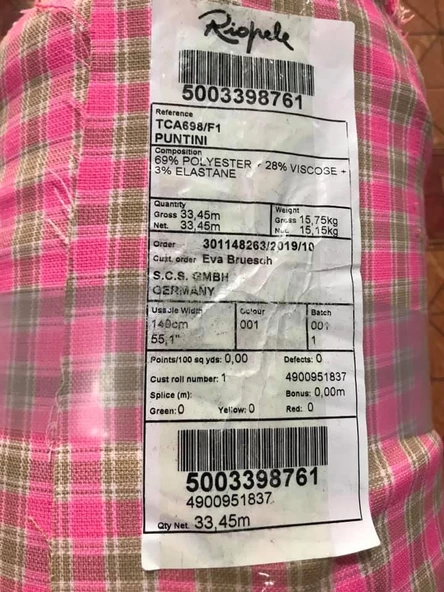 Riopele
5003398761
Reference
TCA698/F1
PUNTINI
Composition
69% POLYESTER + 28% VISCOSE +
3% ELASTANE
Quantity Weight
Gross 33,45m Gross 15,75kg
Net. 33,45m Net. 15,15kg
Order 301148263/2019/10
Cust. order Eva Bruesch
S.C.S. GMBH
GERMANY
Usable Width Colour Batch
140cm 001 001
55,1" 1
Points/100 sq yds: 0,00 Defects: 0
Cust roll number: 1 4900951837
Splice (m): Bonus: 0,00m
Green: 0 Yellow: 0 Red: 0
5003398761
4900951837
Qty Net. 33,45m